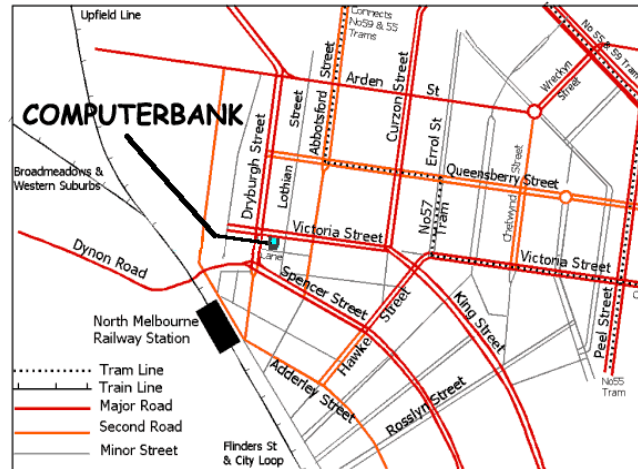 Upfield Line
Connects
No59 & 55
Trams
No 55 & 59 Tram
Arden St
Wreckyn
Street
COMPUTERBANK
Dryburgh Street
Lothian Street
Abbotsford Street
Curzon Street
Errol St
Queensberry Street
Chetwynd Street
Broadmeadows &
Western Suburbs
No57
Tram
Victoria Street
Victoria Street
Lane
Dynon Road
Spencer Street
King Street
Peel Street
Hawke Street
North Melbourne
Railway Station
No55
Tram
Adderley Street
Rosslyn Street
Tram Line
Train Line
Major Road
Second Road
Minor Street
Flinders St
& City Loop